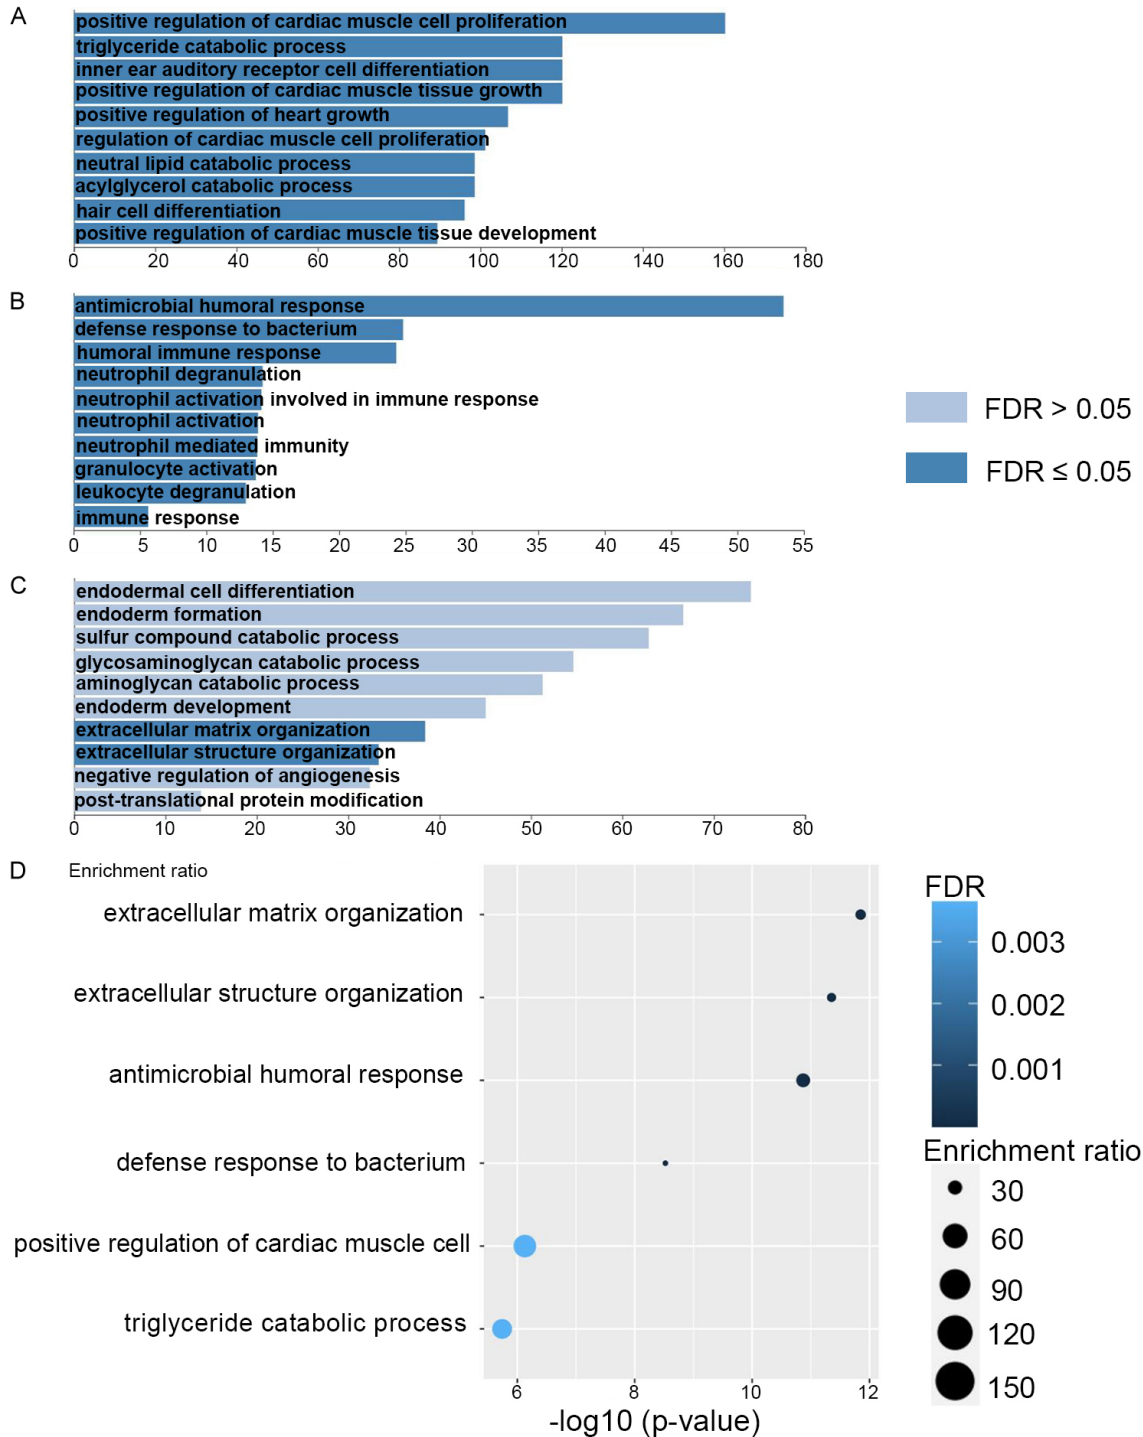 A
positive regulation of cardiac muscle cell proliferation
triglyceride catabolic process
inner ear auditory receptor cell differentiation
positive regulation of cardiac muscle tissue growth
positive regulation of heart growth
regulation of cardiac muscle cell proliferation
neutral lipid catabolic process
acylglycerol catabolic process
hair cell differentiation
positive regulation of cardiac muscle tissue development
0 20 40 60 80 100 120 140 160 180
B
antimicrobial humoral response
defense response to bacterium
humoral immune response
neutrophil degranulation
neutrophil activation involved in immune response
neutrophil activation
neutrophil mediated immunity
granulocyte activation
leukocyte degranulation
immune response
0 5 10 15 20 25 30 35 40 45 50 55
FDR > 0.05
FDR ≤ 0.05
C
endodermal cell differentiation
endoderm formation
sulfur compound catabolic process
glycosaminoglycan catabolic process
aminoglycan catabolic process
endoderm development
extracellular matrix organization
extracellular structure organization
negative regulation of angiogenesis
post-translational protein modification
0 10 20 30 40 50 60 70 80
D
Enrichment ratio
extracellular matrix organization
extracellular structure organization
antimicrobial humoral response
defense response to bacterium
positive regulation of cardiac muscle cell
triglyceride catabolic process
6 8 10 12
-log10 (p-value)
FDR
0.003
0.002
0.001
Enrichment ratio
30
60
90
120
150